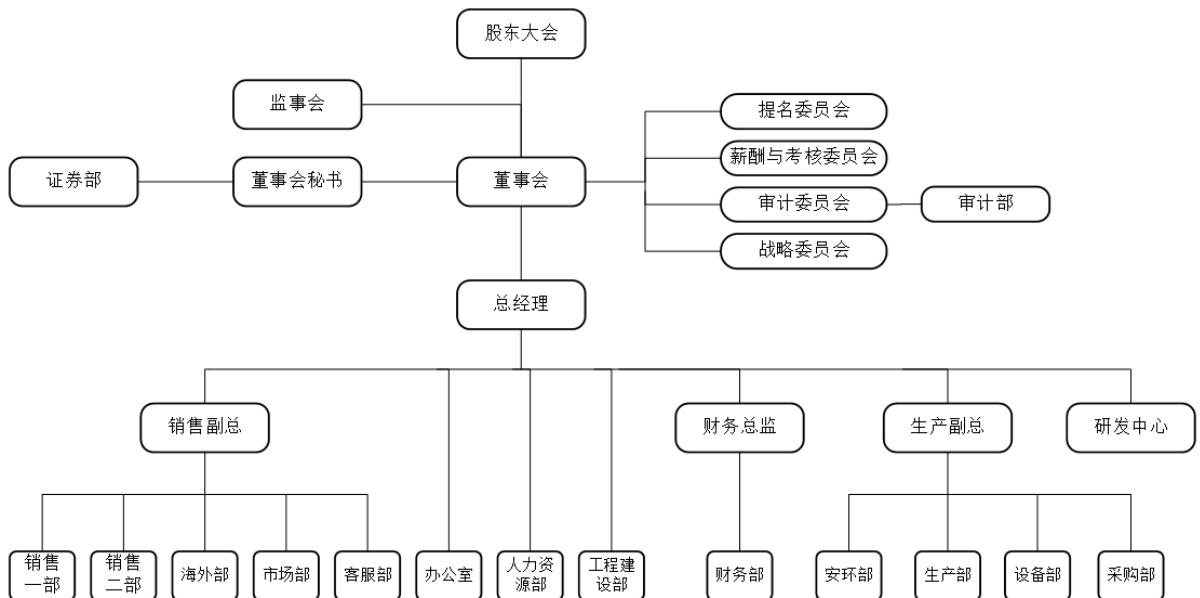 股东大会
监事会
提名委员会
薪酬与考核委员会
证券部
董事会秘书
董事会
审计委员会
审计部
战略委员会
总经理
销售副总
财务总监
生产副总
研发中心
销售
一部
销售
二部
海外部
市场部
客服部
办公室
人力资
源部
工程建
设部
财务部
安环部
生产部
设备部
采购部